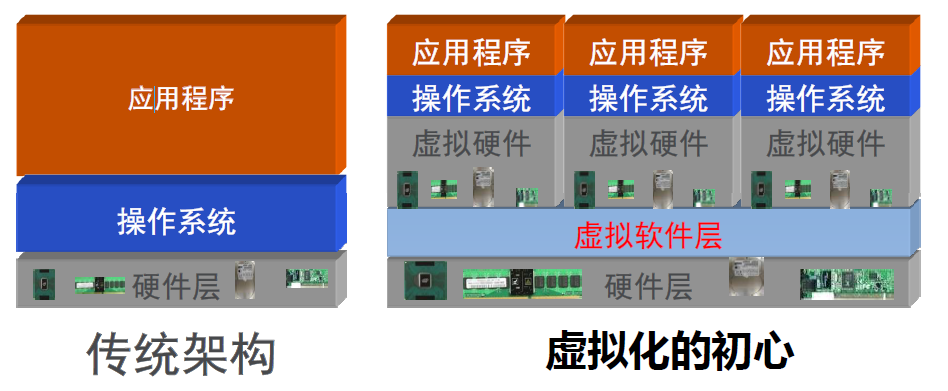 应用程序
操作系统
硬件层
传统架构
应用程序 应用程序 应用程序
操作系统 操作系统 操作系统
虚拟硬件 虚拟硬件 虚拟硬件
虚拟软件层
硬件层
虚拟化的初心